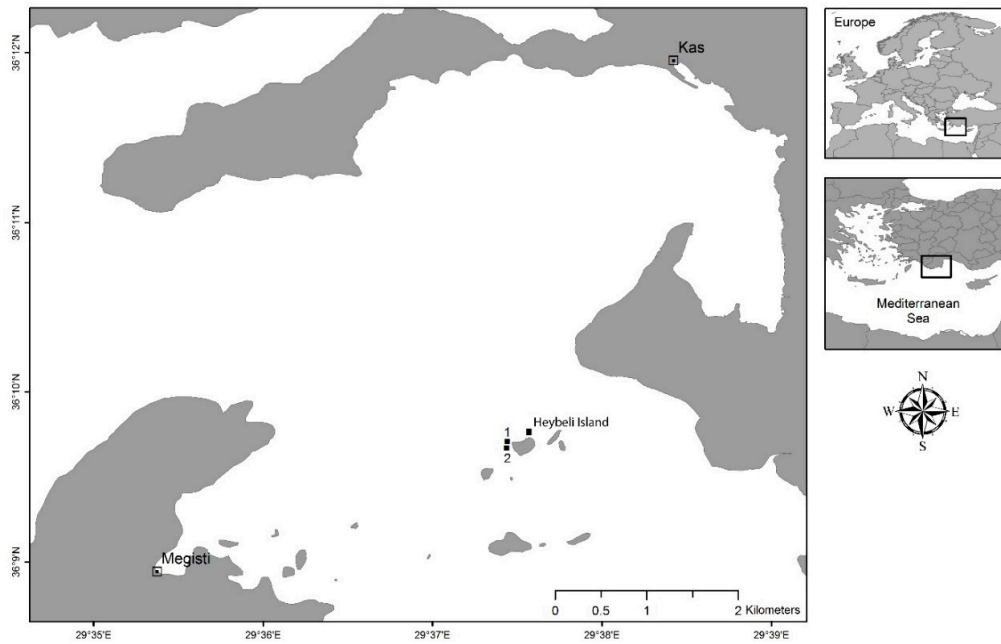 Europe
Kas
36°12'N
36°11'N
Mediterranean
Sea
36°10'N
N
W
E
S
1
Heybeli Island
2
36°9'N
Megisti
0
0.5
1
2 Kilometers
29°35'E
29°36'E
29°37'E
29°38'E
29°39'E